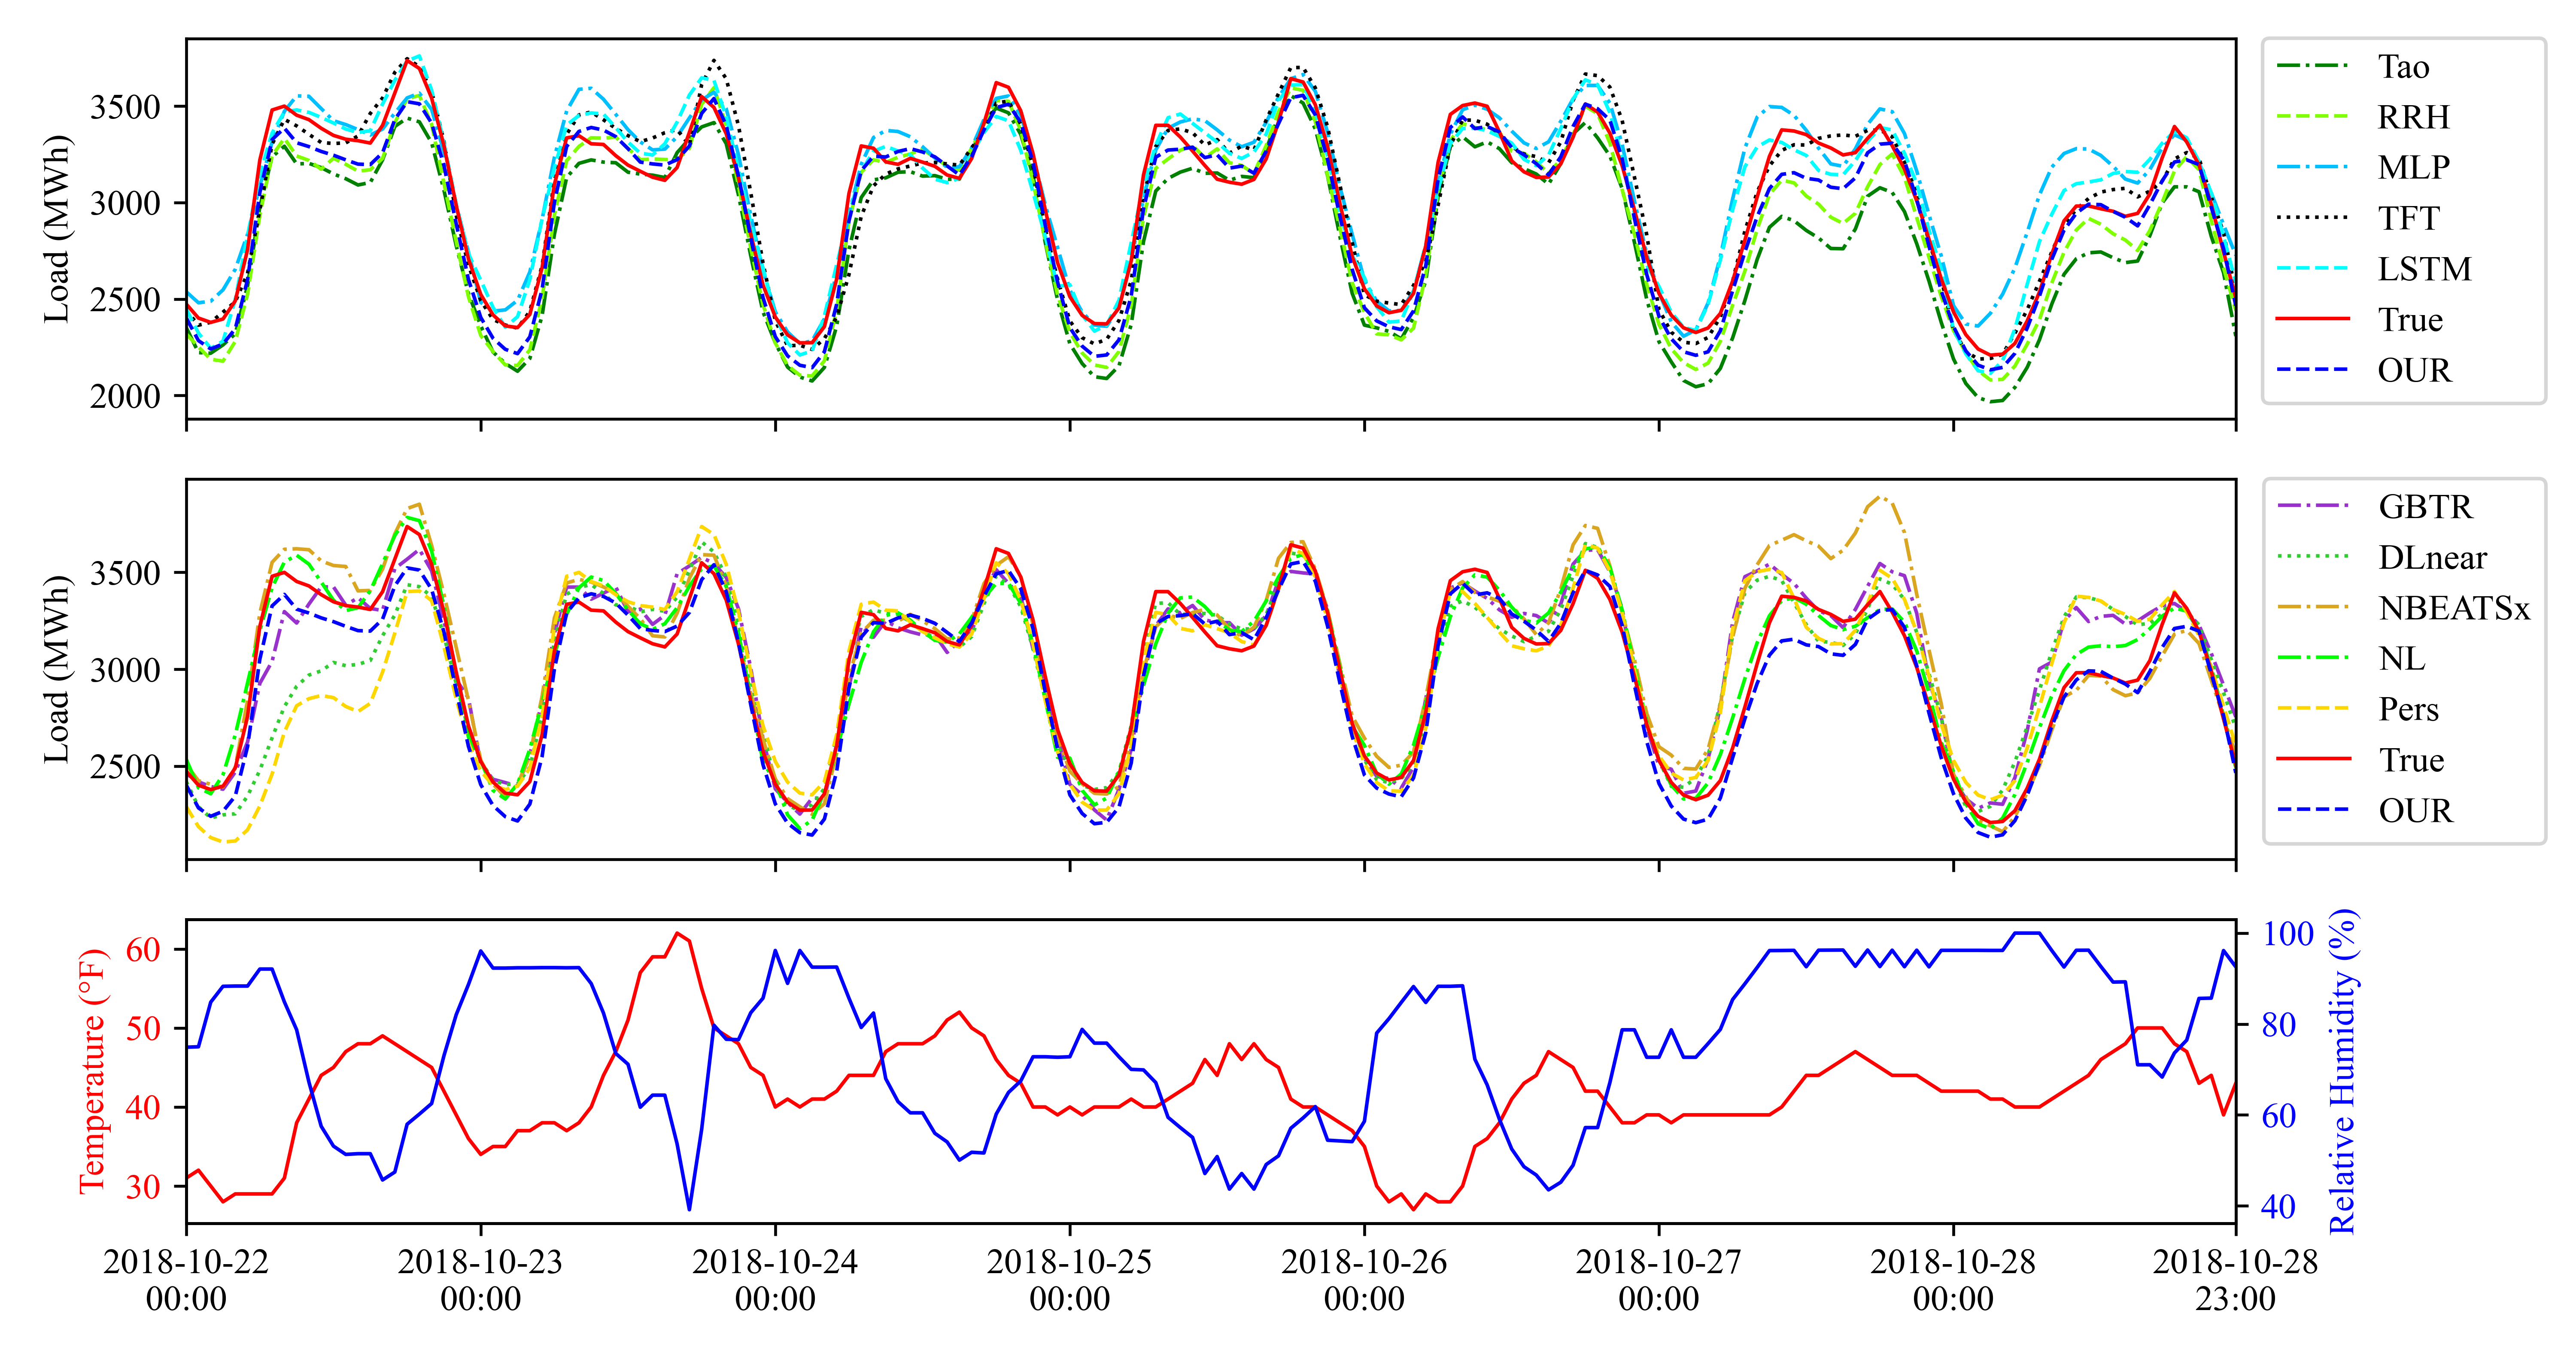 Load (MWh)
3500
3000
2500
2000
Tao
RRH
MLP
TFT
LSTM
True
OUR
Load (MWh)
3500
3000
2500
GBTR
DLnear
NBEATSx
NL
Pers
True
OUR
Temperature (°F)
60
50
40
30
100
80
60
40
Relative Humidity (%)
2018-10-22 00:00
2018-10-23 00:00
2018-10-24 00:00
2018-10-25 00:00
2018-10-26 00:00
2018-10-27 00:00
2018-10-28 00:00
2018-10-28 23:00